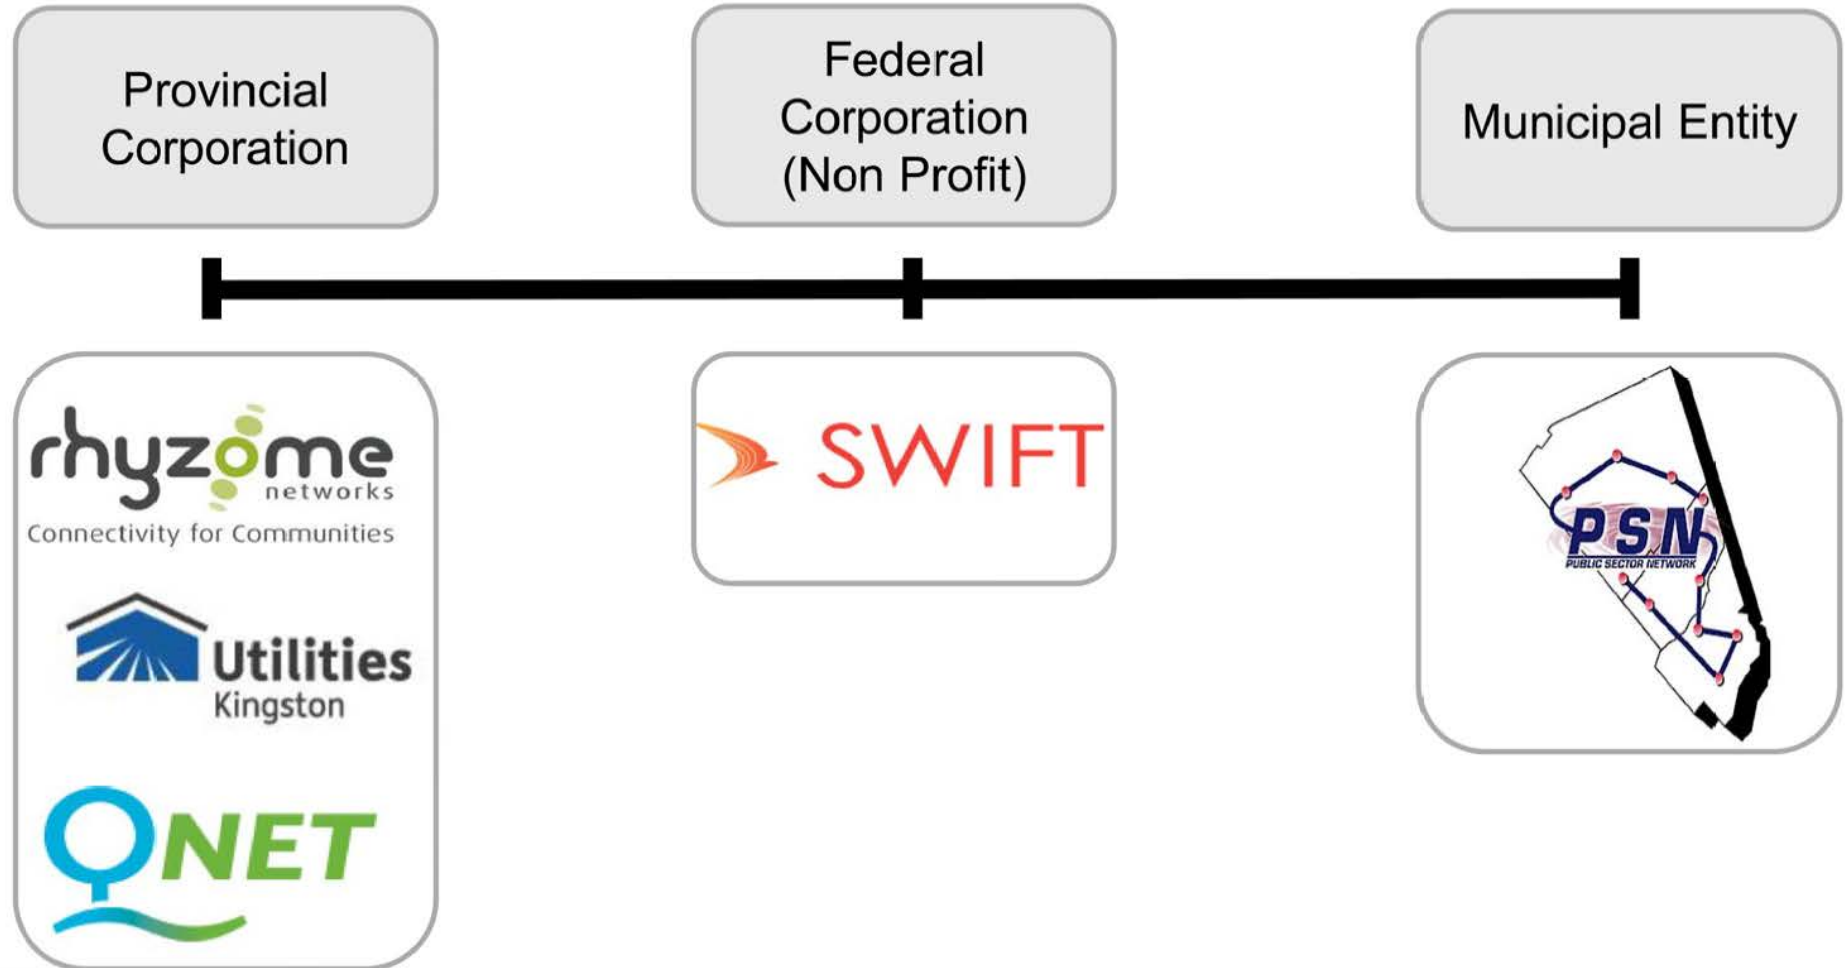 Provincial
Corporation
Federal
Corporation
(Non Profit)
Municipal Entity
rhyzome
networks
Connectivity for Communities
Utilities
Kingston
QNET
SWIFT
PSN
PUBLIC SECTOR NETWORK